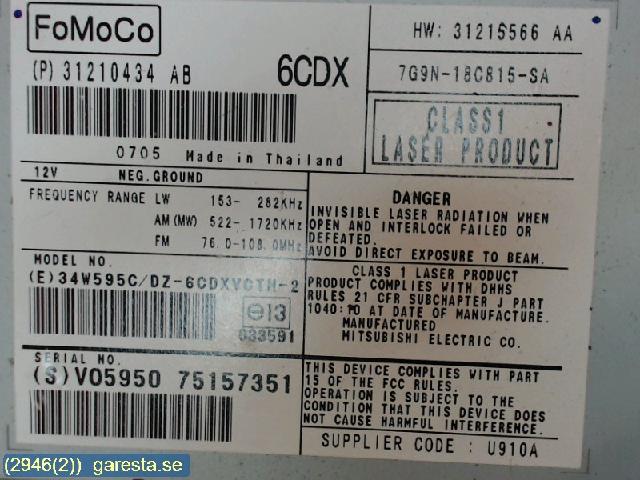 FoMoCo
HW: 31215566 AA
(P) 31210434 AB
6CDX
7G9N-18C815-SA
CLASS1
LASER PRODUCT
0705 Made in Thailand
12V NEG.GROUND
FREQUENCY RANGE LW 153- 282KHz
AM (MW) 522- 1720KHz
FM 76.0-108.0MHz
DANGER
INVISIBLE LASER RADIATION WHEN
OPEN AND INTERLOCK FAILED OR
DEFEATED.
AVOID DIRECT EXPOSURE TO BEAM.
MODEL NO.
(E)34W595C/DZ-6CDXVCTH-2
e13
033591
CLASS 1 LASER PRODUCT
PRODUCT COMPLIES WITH DHHS
RULES 21 CFR SUBCHAPTER J PART
1040:10 AT DATE OF MANUFACTURE.
MANUFACTURED
MITSUBISHI ELECTRIC CO.
SERIAL NO.
(S)V05950 75157351
THIS DEVICE COMPLIES WITH PART
15 OF THE FCC RULES.
OPERATION IS SUBJECT TO THE
CONDITION THAT THIS DEVICE DOES
NOT CAUSE HARMFUL INTERFERENCE.
SUPPLIER CODE : U910A
(2946(2)) garesta.se